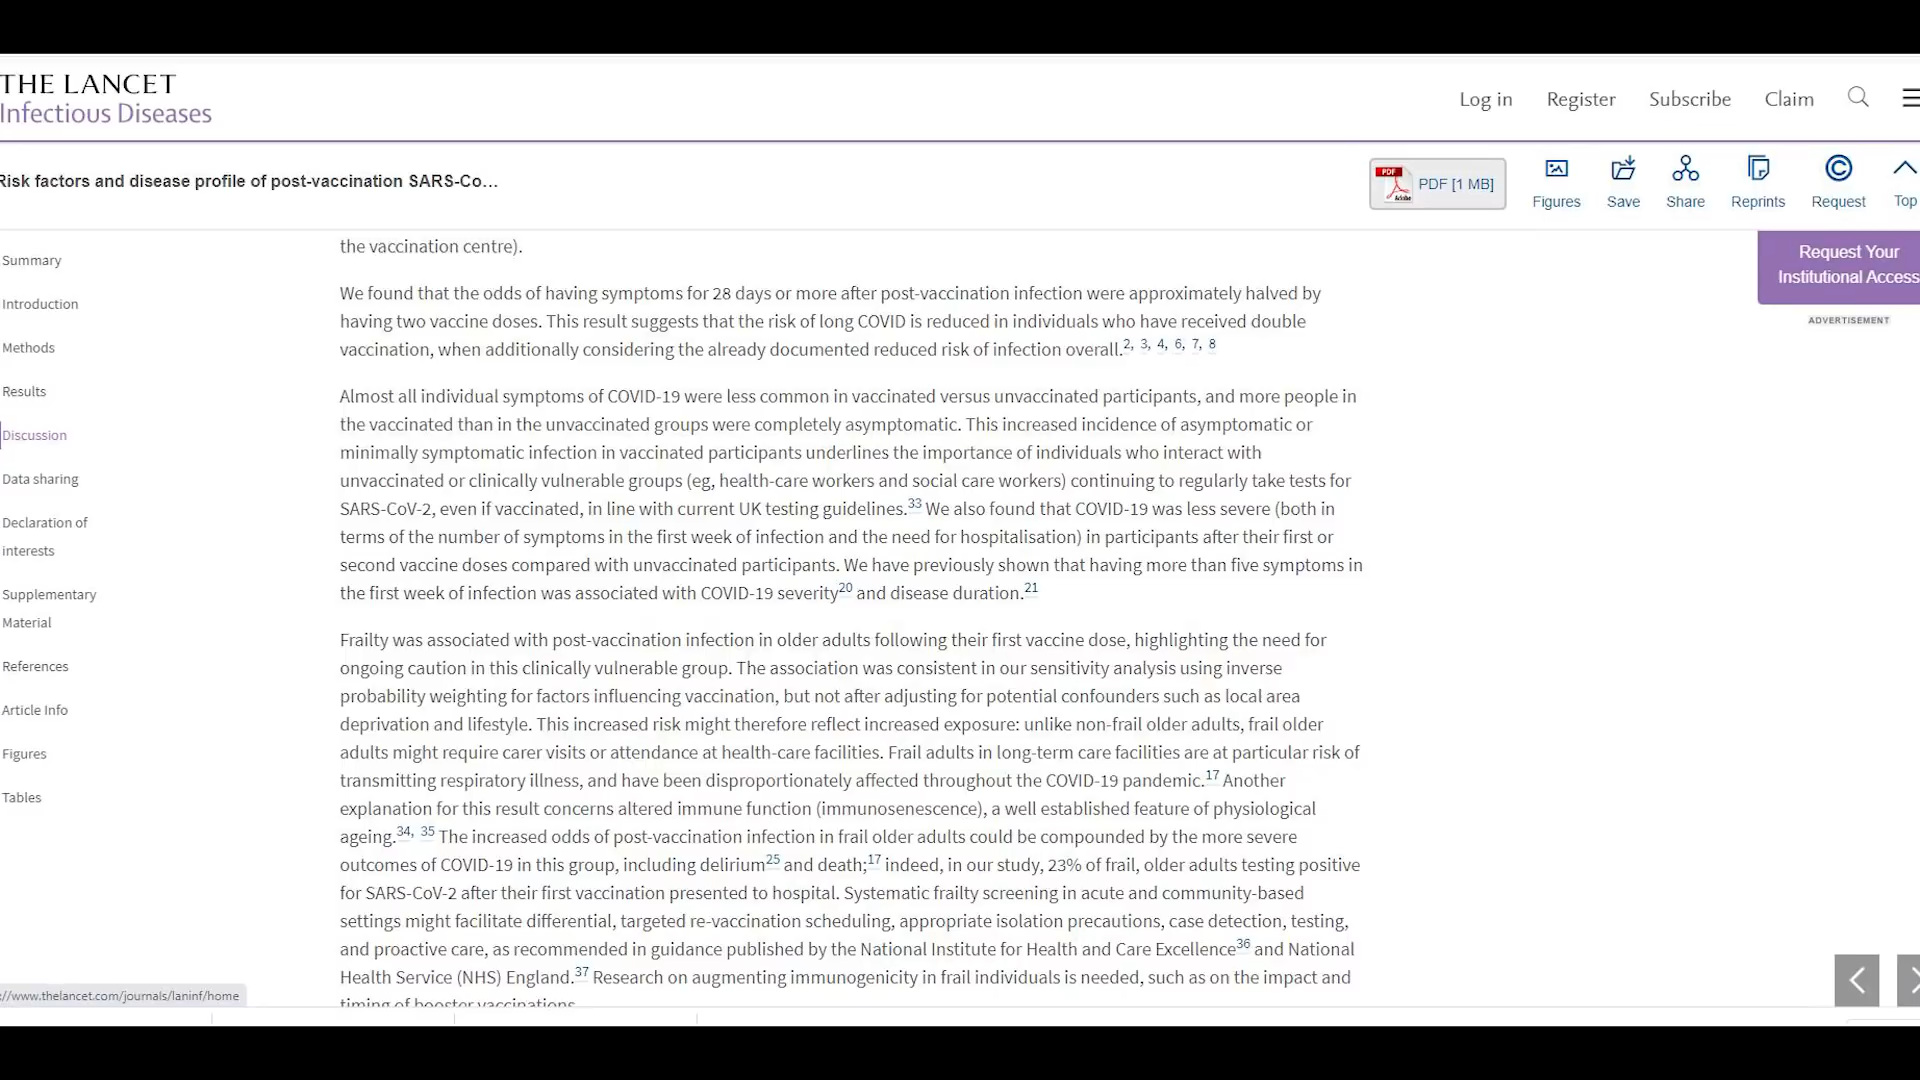 THE LANCET
Infectious Diseases
Log in
Register
Subscribe
Claim
Risk factors and disease profile of post-vaccination SARS-Co...
PDF
Adobe
PDF [1 MB]
Figures
Save
Share
Reprints
Request
Top
Summary
Introduction
Methods
Results
Discussion
Data sharing
Declaration of
interests
Supplementary
Material
References
Article Info
Figures
Tables
the vaccination centre).
We found that the odds of having symptoms for 28 days or more after post-vaccination infection were approximately halved by
having two vaccine doses. This result suggests that the risk of long COVID is reduced in individuals who have received double
vaccination, when additionally considering the already documented reduced risk of infection overall.2, 3, 4, 6, 7, 8
Almost all individual symptoms of COVID-19 were less common in vaccinated versus unvaccinated participants, and more people in
the vaccinated than in the unvaccinated groups were completely asymptomatic. This increased incidence of asymptomatic or
minimally symptomatic infection in vaccinated participants underlines the importance of individuals who interact with
unvaccinated or clinically vulnerable groups (eg, health-care workers and social care workers) continuing to regularly take tests for
SARS-CoV-2, even if vaccinated, in line with current UK testing guidelines.33 We also found that COVID-19 was less severe (both in
terms of the number of symptoms in the first week of infection and the need for hospitalisation) in participants after their first or
second vaccine doses compared with unvaccinated participants. We have previously shown that having more than five symptoms in
the first week of infection was associated with COVID-19 severity20 and disease duration.21
Frailty was associated with post-vaccination infection in older adults following their first vaccine dose, highlighting the need for
ongoing caution in this clinically vulnerable group. The association was consistent in our sensitivity analysis using inverse
probability weighting for factors influencing vaccination, but not after adjusting for potential confounders such as local area
deprivation and lifestyle. This increased risk might therefore reflect increased exposure: unlike non-frail older adults, frail older
adults might require carer visits or attendance at health-care facilities. Frail adults in long-term care facilities are at particular risk of
transmitting respiratory illness, and have been disproportionately affected throughout the COVID-19 pandemic.17 Another
explanation for this result concerns altered immune function (immunosenescence), a well established feature of physiological
ageing.34, 35 The increased odds of post-vaccination infection in frail older adults could be compounded by the more severe
outcomes of COVID-19 in this group, including delirium25 and death;17 indeed, in our study, 23% of frail, older adults testing positive
for SARS-CoV-2 after their first vaccination presented to hospital. Systematic frailty screening in acute and community-based
settings might facilitate differential, targeted re-vaccination scheduling, appropriate isolation precautions, case detection, testing,
and proactive care, as recommended in guidance published by the National Institute for Health and Care Excellence36 and National
Health Service (NHS) England.37 Research on augmenting immunogenicity in frail individuals is needed, such as on the impact and
timing of booster vaccinations.
Request Your
Institutional Access
ADVERTISEMENT
://www.thelancet.com/journals/laninf/home